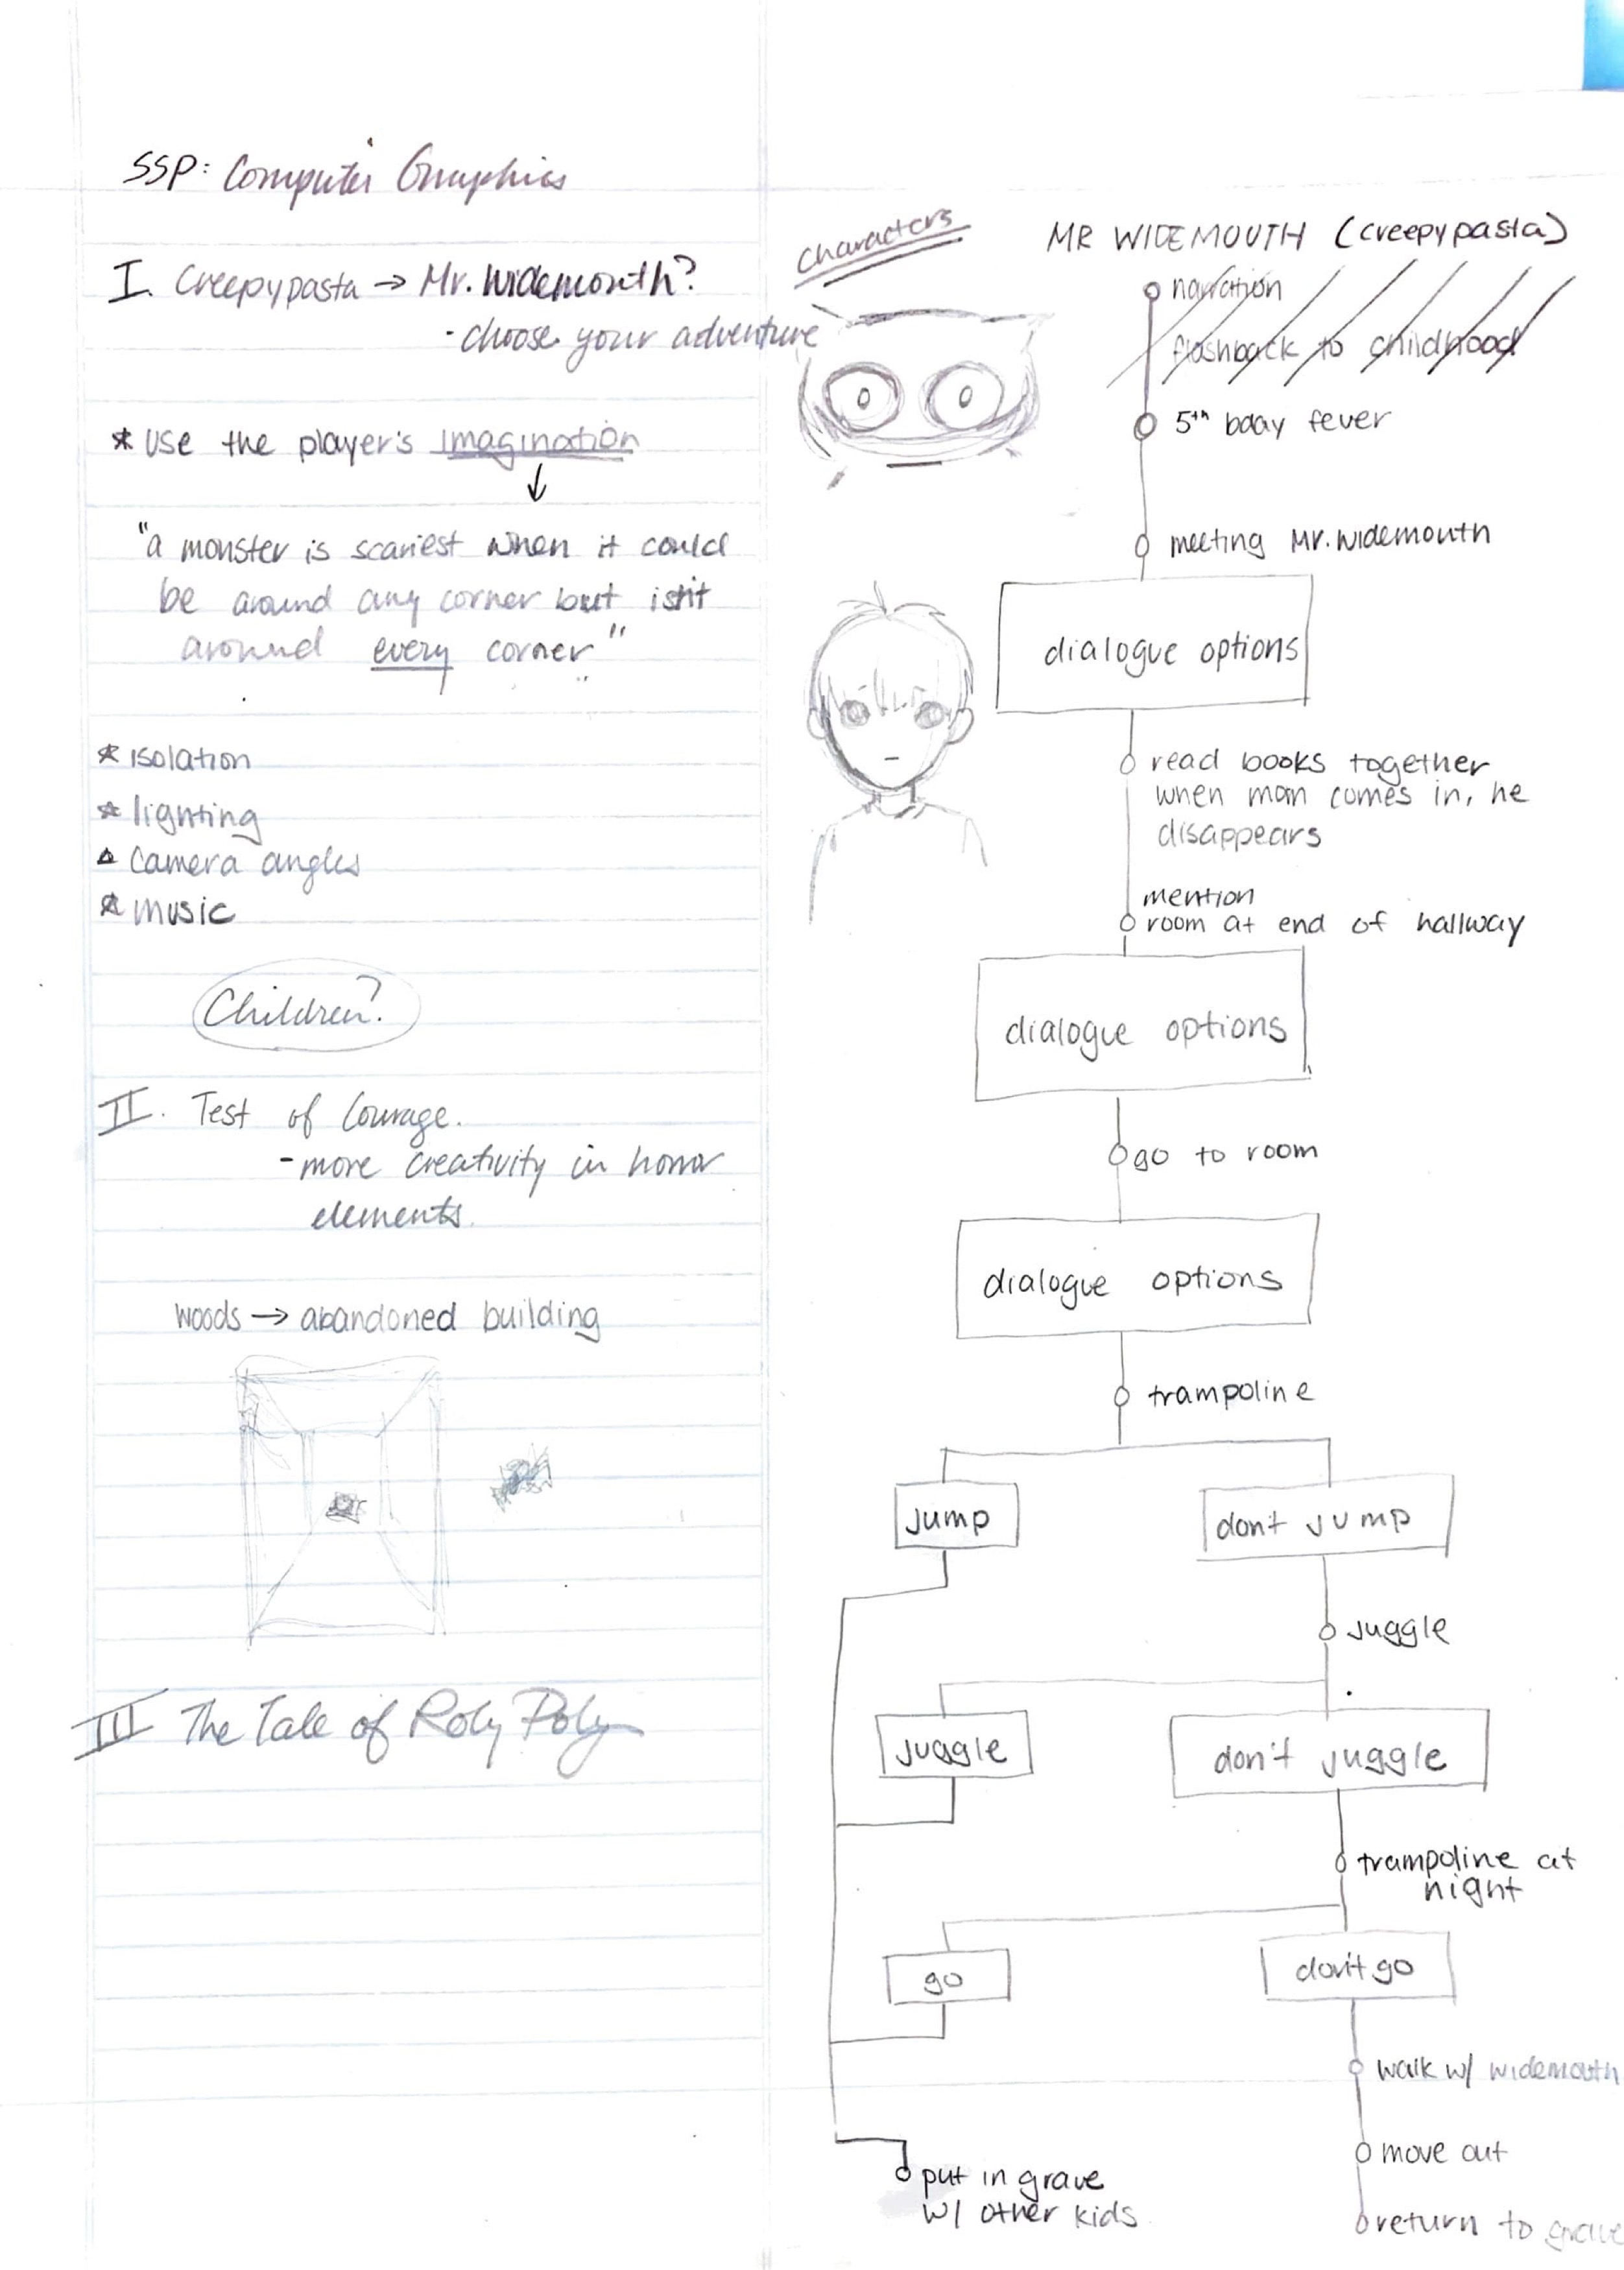 SSP: Computer Graphics
I. Creepypasta → Mr. Widemouth?
- choose your adventure
* use the player's imagination
↓
"a monster is scariest when it could
be around any corner but isn't
around every corner"
* isolation
* lighting
* camera angles
* music
Children?
II. Test of Courage.
- more creativity in horror
elements.
woods → abandoned building
III The Tale of Roly Poly
characters
MR WIDEMOUTH (creepypasta)
narration
flashback to childhood
5th bday fever
meeting Mr. Widemouth
dialogue options
read books together
when mom comes in, he
disappears
mention
room at end of hallway
dialogue options
go to room
dialogue options
trampoline
jump
don't jump
juggle
juggle
don't juggle
trampoline at
night
go
don't go
walk w/ widemouth
move out
put in grave
w/ other kids
return to grave